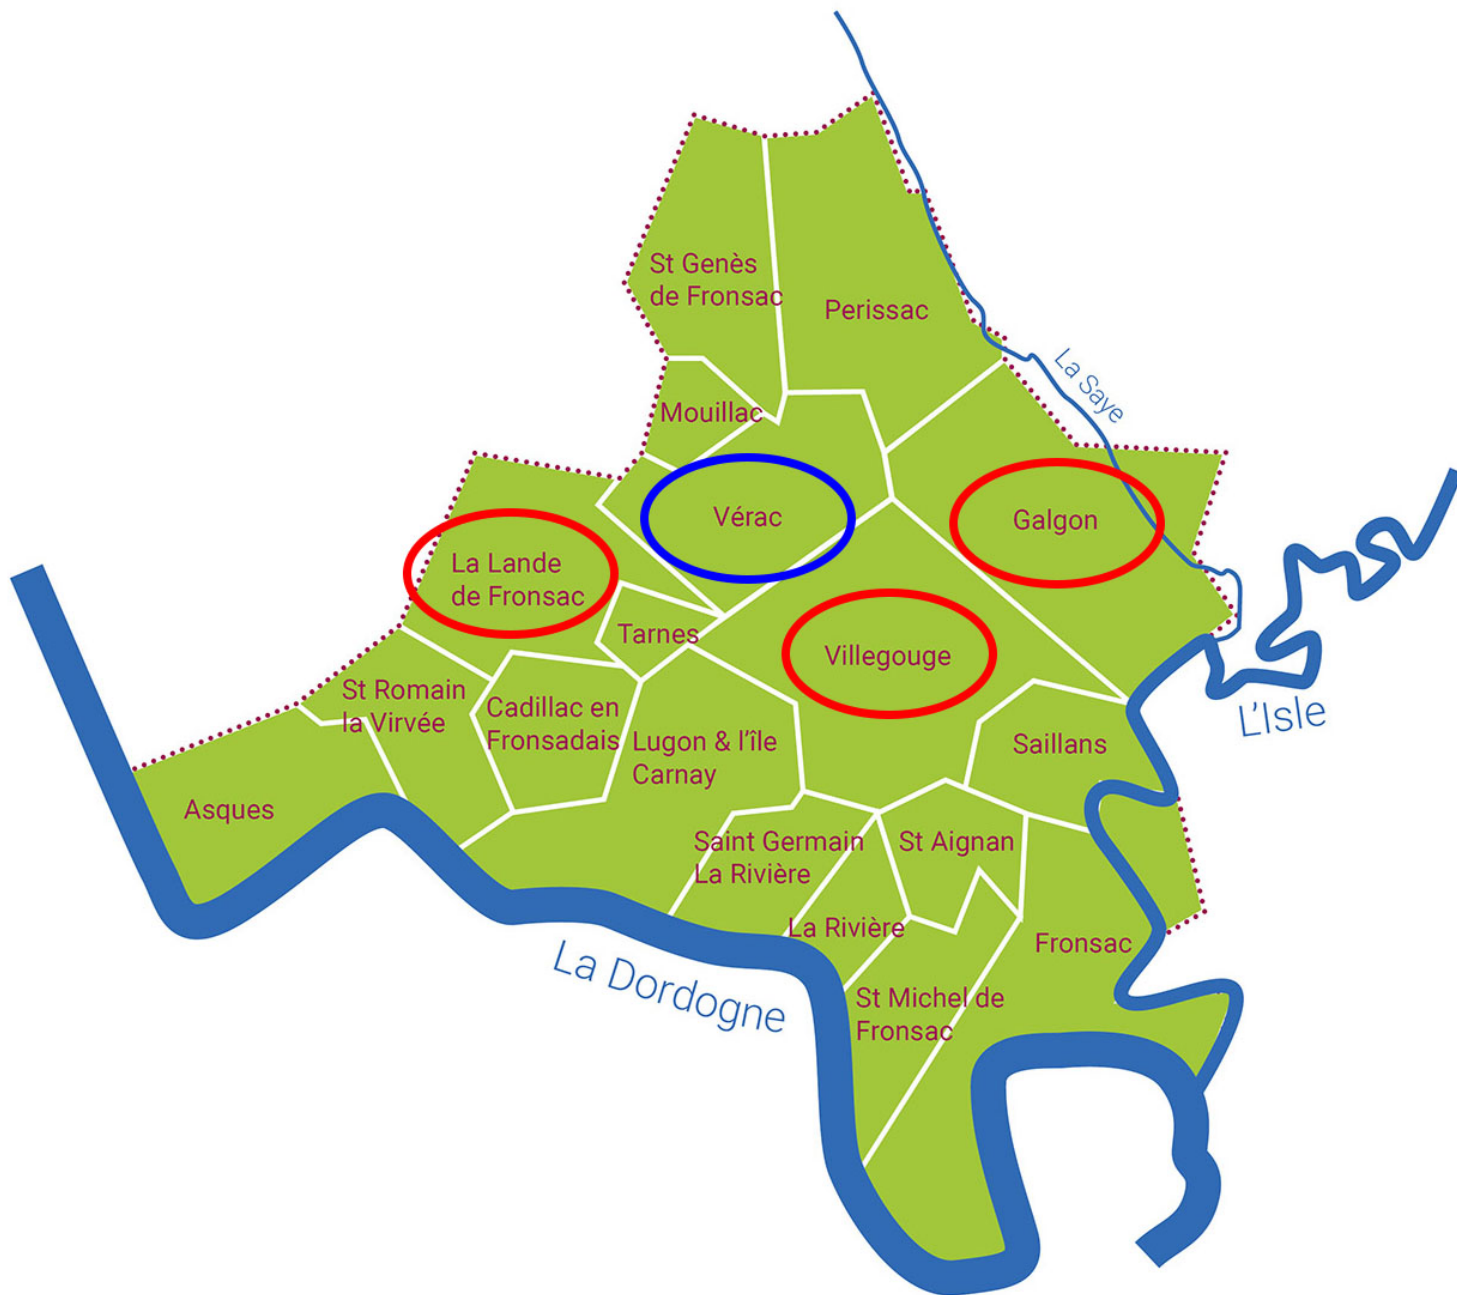 St Genès
de Fronsac
Perissac
La Saye
Mouillac
Vérac
Galgon
La Lande
de Fronsac
Tarnes
Villegouge
St Romain
la Virvée
Cadillac en
Fronsadais
Lugon & l'île
Carnay
Saillans
L'Isle
Asques
Saint Germain
La Rivière
St Aignan
La Rivière
Fronsac
La Dordogne
St Michel de
Fronsac